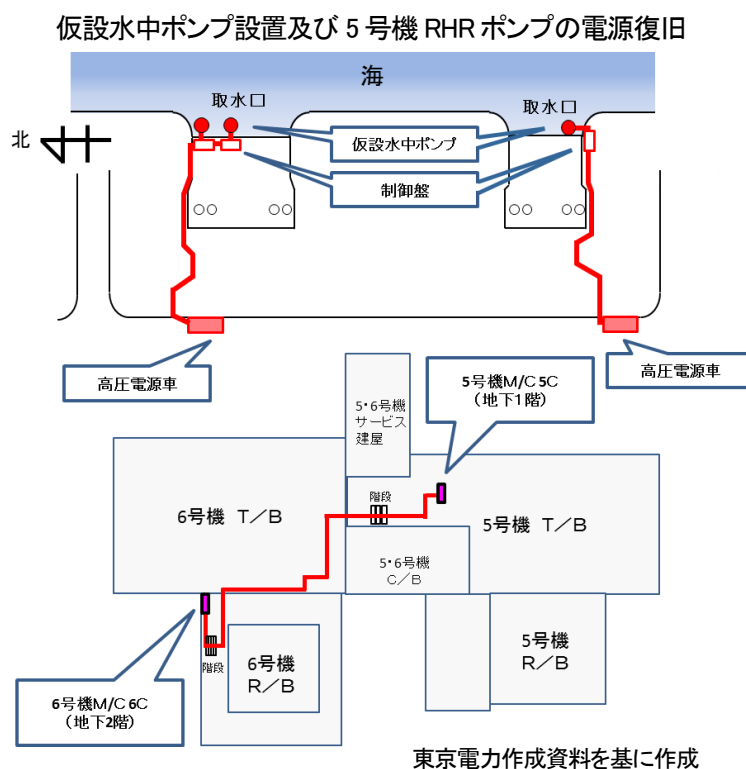 仮設水中ポンプ設置及び5号機RHRポンプの電源復旧
海
取水口
取水口
北
仮設水中ポンプ
制御盤
高圧電源車
高圧電源車
5号機M/C 5C
（地下1階）
5・6号機
サービス
建屋
6号機 T／B
階段
5号機 T／B
5・6号機
C／B
階段
6号機
R／B
5号機
R／B
6号機M/C 6C
（地下2階）
東京電力作成資料を基に作成